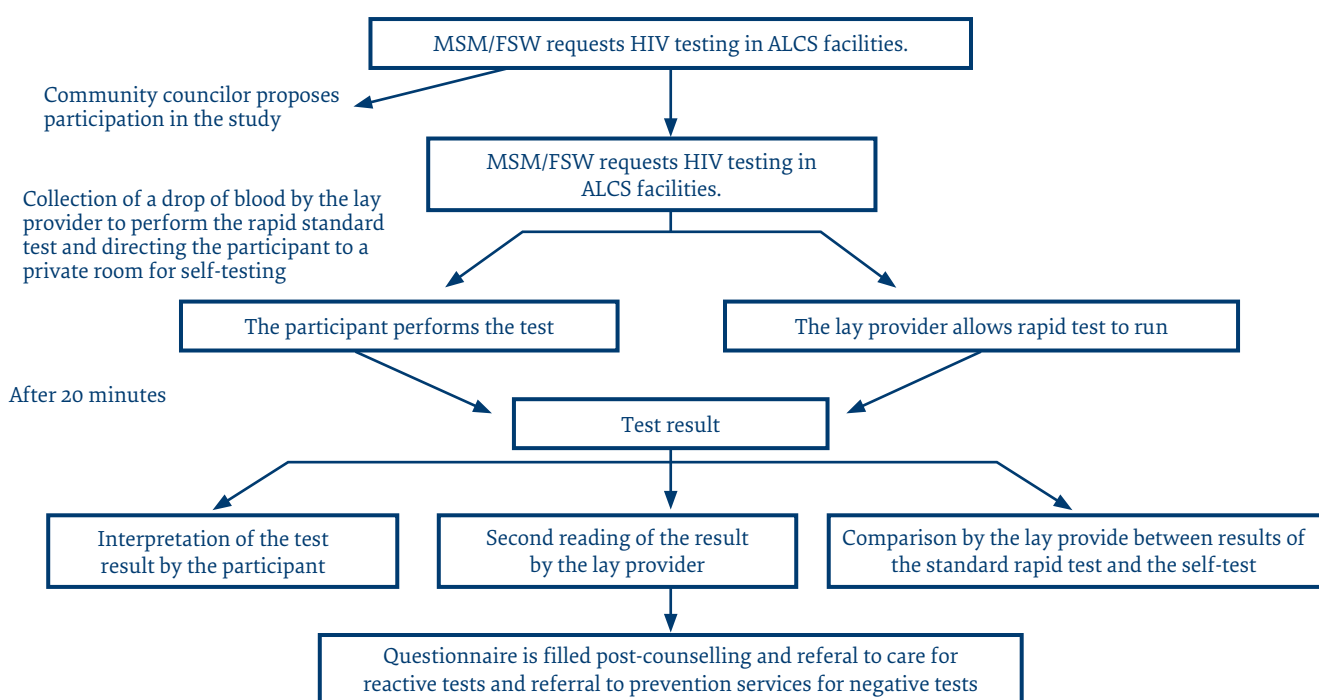 MSM/FSW requests HIV testing in ALCS facilities.
Community councilor proposes
participation in the study
MSM/FSW requests HIV testing in
ALCS facilities.
Collection of a drop of blood by the lay
provider to perform the rapid standard
test and directing the participant to a
private room for self-testing
The participant performs the test
The lay provider allows rapid test to run
After 20 minutes
Test result
Interpretation of the test
result by the participant
Second reading of the result
by the lay provider
Comparison by the lay provide between results of
the standard rapid test and the self-test
Questionnaire is filled post-counselling and referal to care for
reactive tests and referral to prevention services for negative tests